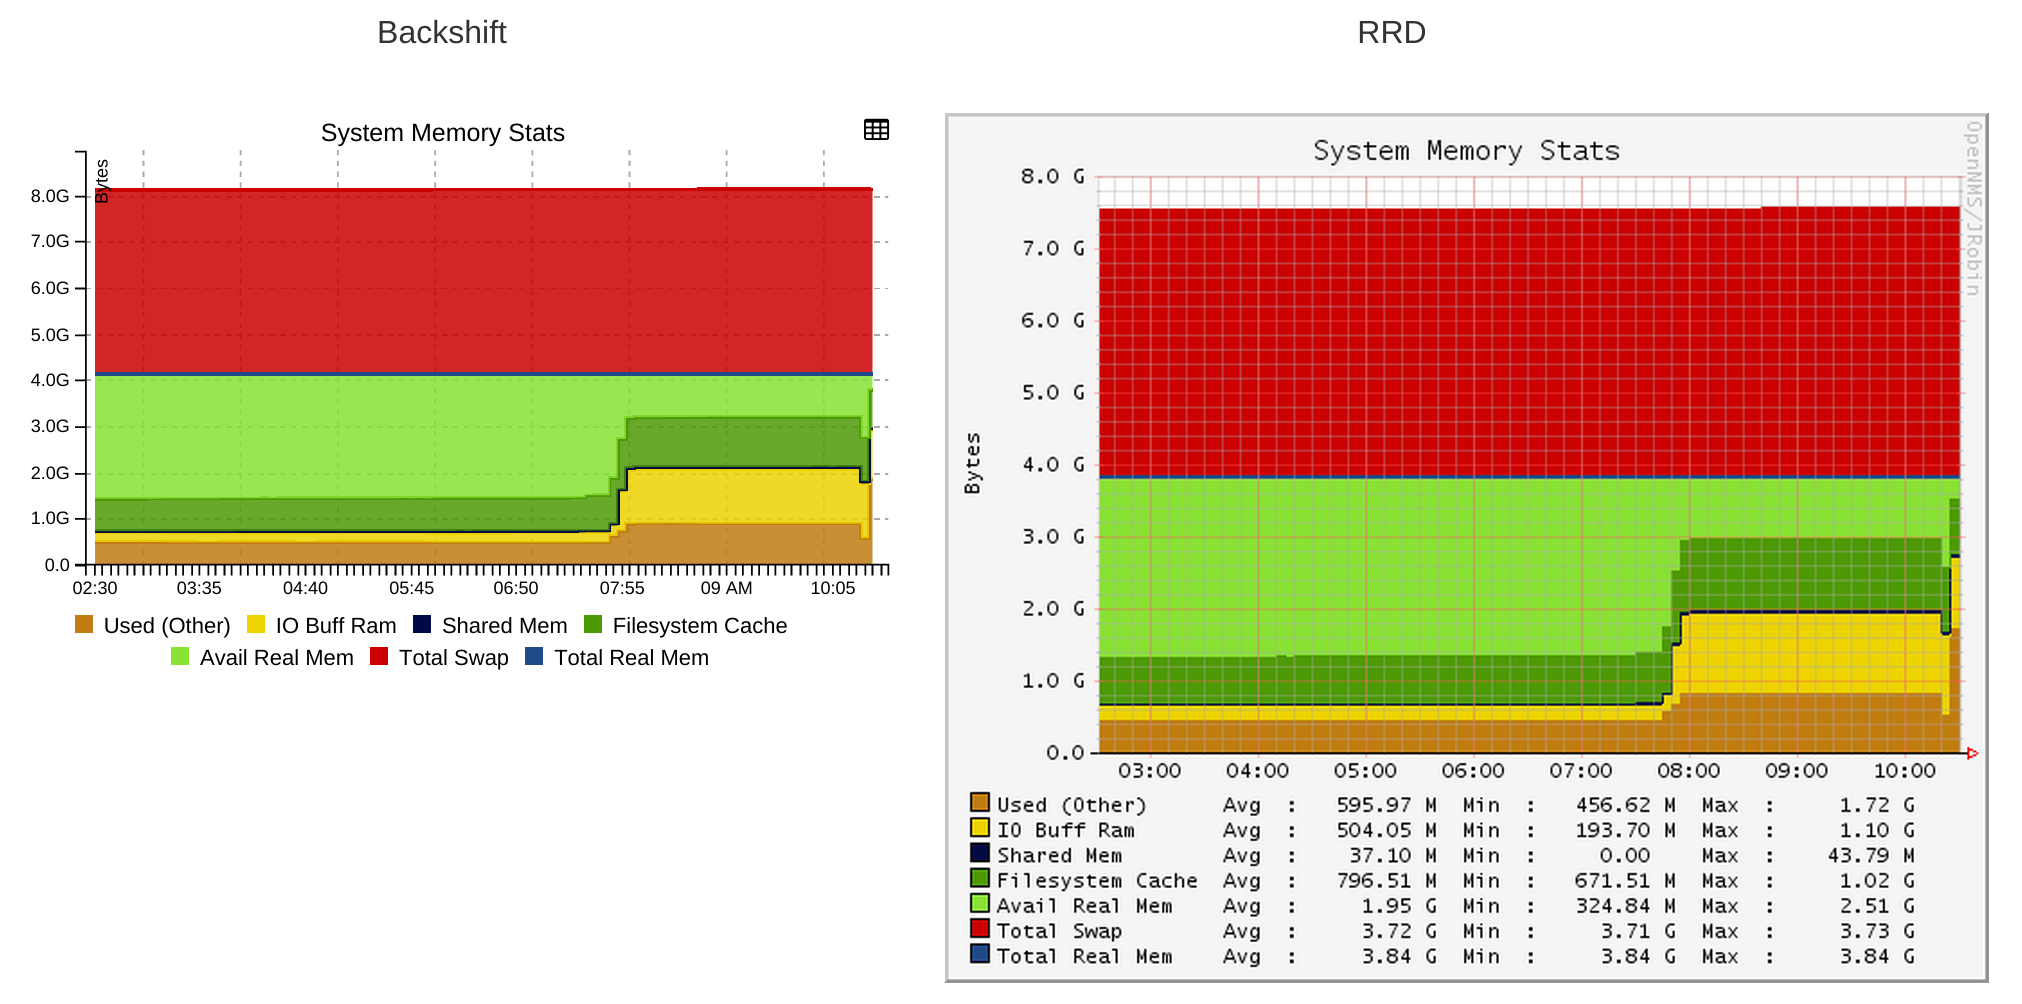 Backshift
System Memory Stats
Bytes
8.0G
7.0G
6.0G
5.0G
4.0G
3.0G
2.0G
1.0G
0.0
02:30 03:35 04:40 05:45 06:50 07:55 09 AM 10:05
Used (Other) IO Buff Ram Shared Mem Filesystem Cache
Avail Real Mem Total Swap Total Real Mem
RRD
System Memory Stats
OpenNMS/JRobin
Bytes
8.0 G
7.0 G
6.0 G
5.0 G
4.0 G
3.0 G
2.0 G
1.0 G
0.0
03:00 04:00 05:00 06:00 07:00 08:00 09:00 10:00
Used (Other) Avg : 595.97 M Min : 456.62 M Max : 1.72 G
IO Buff Ram Avg : 504.05 M Min : 193.70 M Max : 1.10 G
Shared Mem Avg : 37.10 M Min : 0.00 Max : 43.79 M
Filesystem Cache Avg : 796.51 M Min : 671.51 M Max : 1.02 G
Avail Real Mem Avg : 1.95 G Min : 324.84 M Max : 2.51 G
Total Swap Avg : 3.72 G Min : 3.71 G Max : 3.73 G
Total Real Mem Avg : 3.84 G Min : 3.84 G Max : 3.84 G